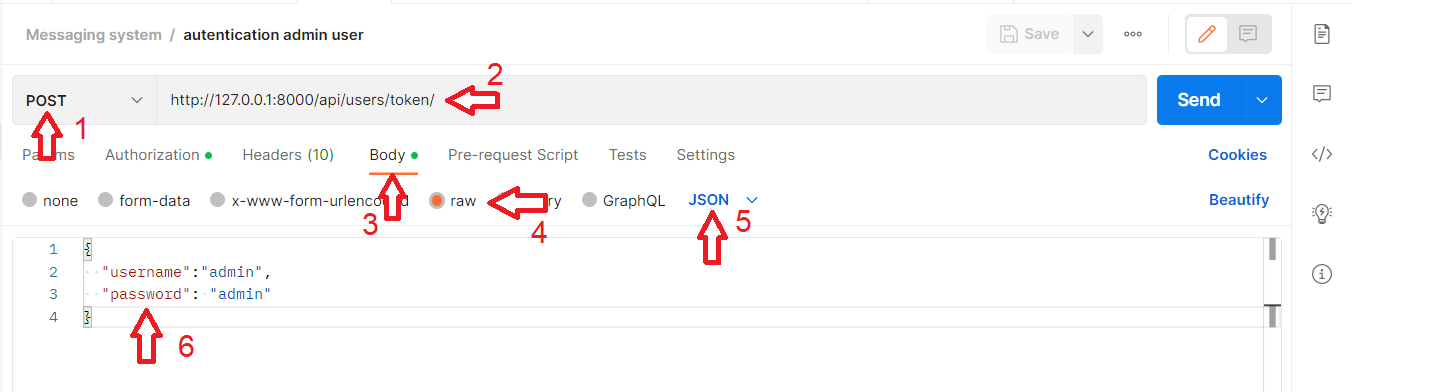 Messaging system / autentication admin user
Save
POST
http://127.0.0.1:8000/api/users/token/
2
Send
1
Params
Authorization
Headers (10)
Body
Pre-request Script
Tests
Settings
Cookies
none
form-data
x-www-form-urlencoded
raw
GraphQL
JSON
Beautify
3
4
5
1 {
2 "username":"admin",
3 "password": "admin"
4 }
6